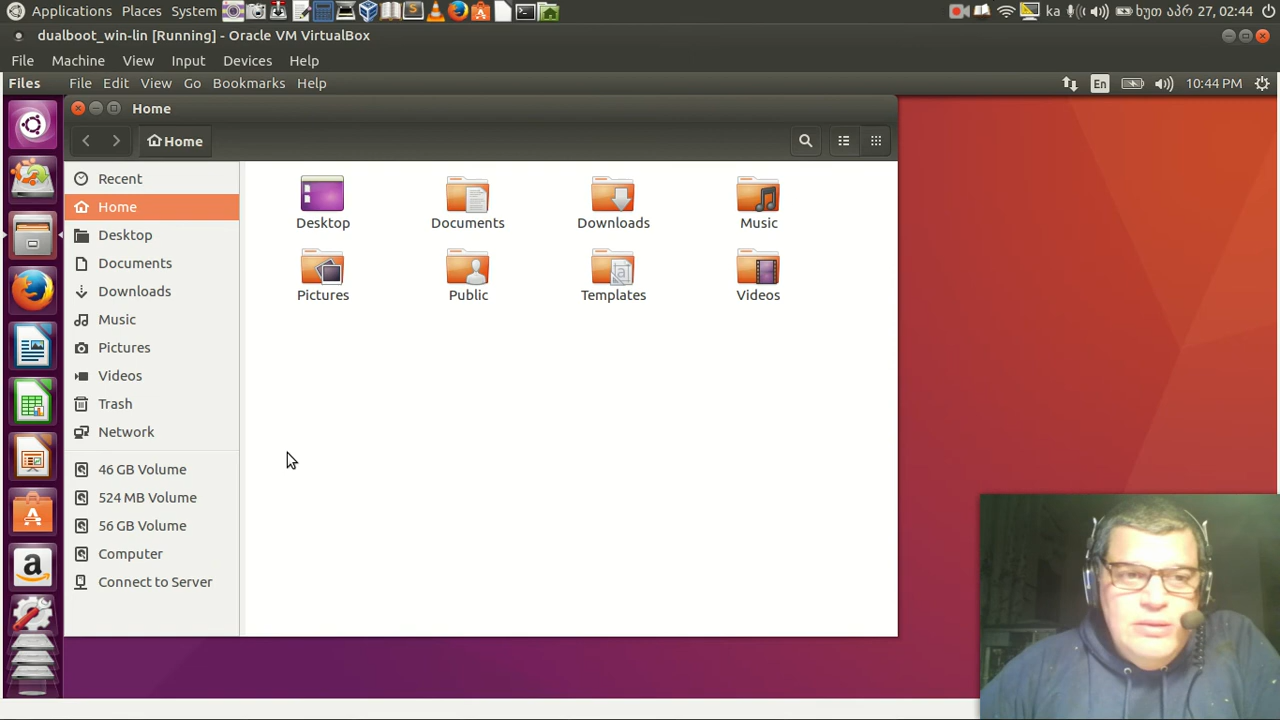 Applications Places System ka ხუთ აპრ 27, 02:44
dualboot_win-lin [Running] - Oracle VM VirtualBox
File Machine View Input Devices Help
Files File Edit View Go Bookmarks Help En 10:44 PM
Home
Home
Recent
Home
Desktop
Documents
Downloads
Music
Pictures
Videos
Trash
Network
46 GB Volume
524 MB Volume
56 GB Volume
Computer
Connect to Server
Desktop Documents Downloads Music
Pictures Public Templates Videos